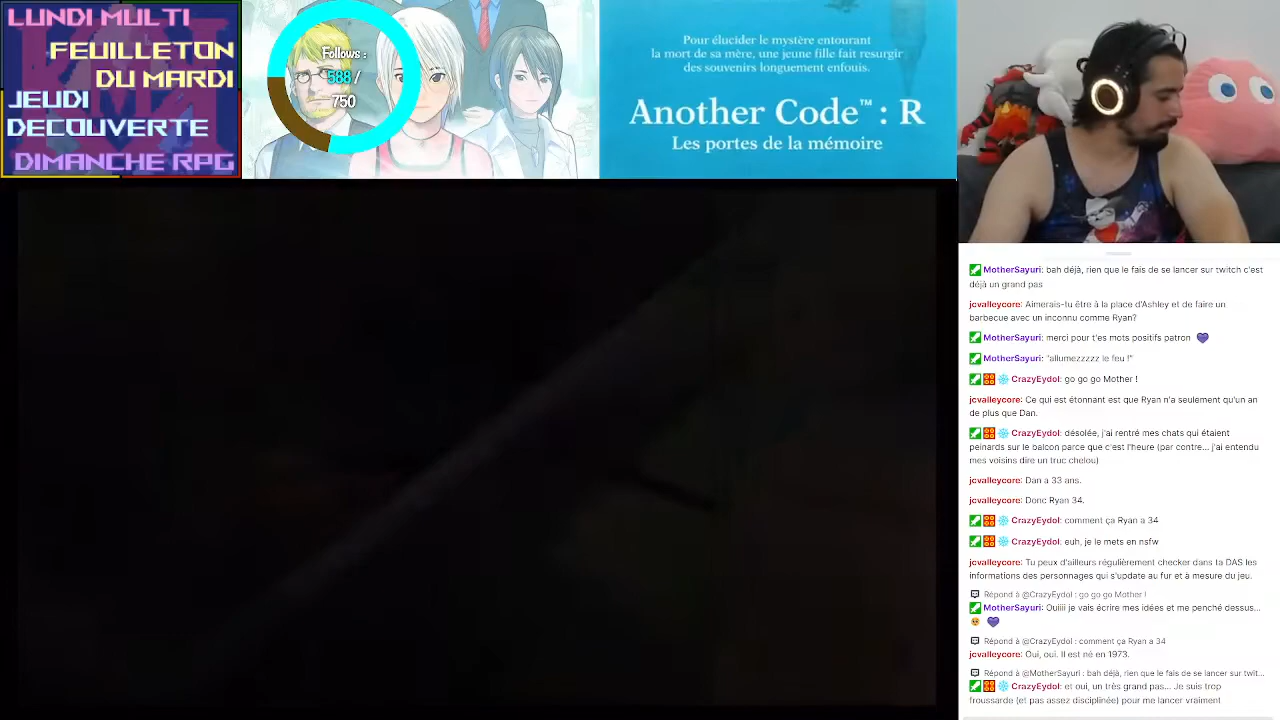 LUNDI MULTI
FEUILLETON
DU MARDI
JEUDI
DECOUVERTE
DIMANCHE RPG
Follows :
588 /
750
Pour élucider le mystère entourant
la mort de sa mère, une jeune fille fait resurgir
des souvenirs longuement enfouis.
Another Code™ : R
Les portes de la mémoire
MotherSayuri: bah déjà, rien que le fais de se lancer sur twitch c'est
déjà un grand pas
jcvalleycore: Aimerais-tu être à la place d'Ashley et de faire un
barbecue avec un inconnu comme Ryan?
MotherSayuri: merci pour t'es mots positifs patron
MotherSayuri: "allumezzzzz le feu !"
CrazyEydol: go go go Mother !
jcvalleycore: Ce qui est étonnant est que Ryan n'a seulement qu'un an
de plus que Dan.
CrazyEydol: désolée, j'ai rentré mes chats qui étaient
peinards sur le balcon parce que c'est l'heure (par contre... j'ai entendu
mes voisins dire un truc chelou)
jcvalleycore: Dan a 33 ans.
jcvalleycore: Donc Ryan 34.
CrazyEydol: comment ça Ryan a 34
CrazyEydol: euh, je le mets en nsfw
jcvalleycore: Tu peux d'ailleurs régulièrement checker dans ta DAS les
informations des personnages qui s'update au fur et à mesure du jeu.
Répond à @CrazyEydol : go go go Mother !
MotherSayuri: Ouiiii je vais écrire mes idées et me penché dessus...
Répond à @CrazyEydol : comment ça Ryan a 34
jcvalleycore: Oui, oui. Il est né en 1973.
Répond à @MotherSayuri : bah déjà, rien que le fais de se lancer sur twit...
CrazyEydol: et oui, un très grand pas... Je suis trop
froussarde (et pas assez disciplinée) pour me lancer vraiment